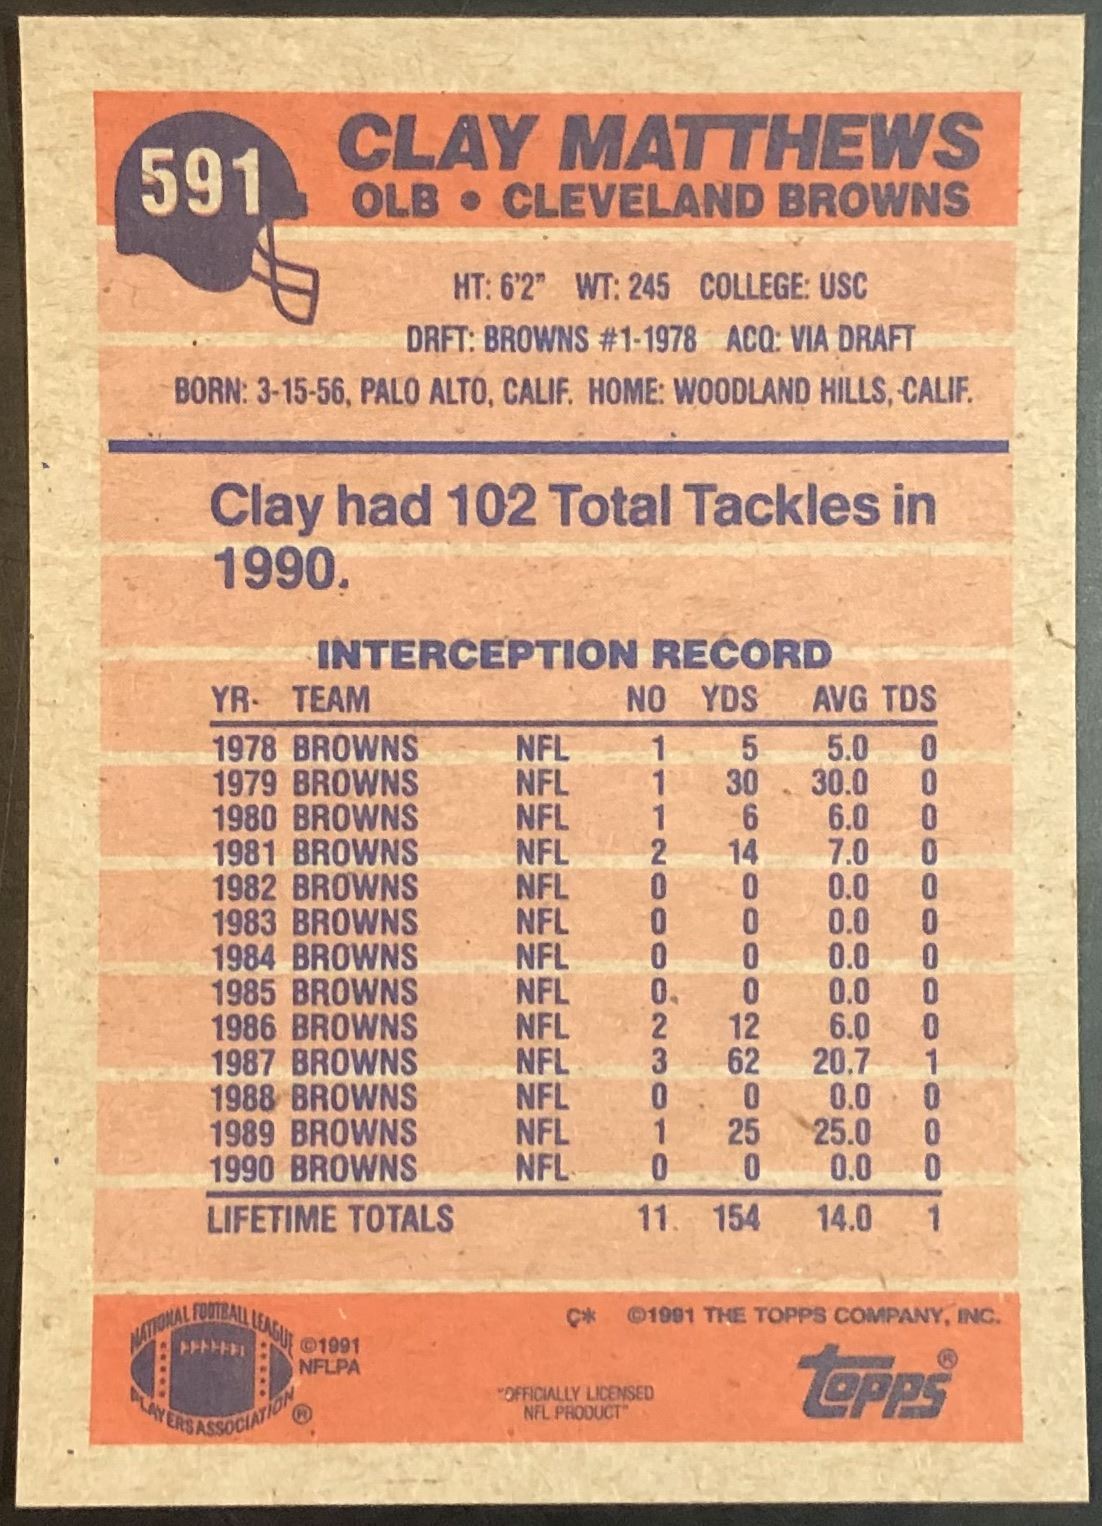 591
CLAY MATTHEWS
OLB • CLEVELAND BROWNS
HT: 6'2" WT: 245 COLLEGE: USC
DRFT: BROWNS #1-1978 ACQ: VIA DRAFT
BORN: 3-15-56, PALO ALTO, CALIF. HOME: WOODLAND HILLS, CALIF.
Clay had 102 Total Tackles in
1990.
INTERCEPTION RECORD
YR. TEAM NO YDS AVG TDS
1978 BROWNS NFL 1 5 5.0 0
1979 BROWNS NFL 1 30 30.0 0
1980 BROWNS NFL 1 6 6.0 0
1981 BROWNS NFL 2 14 7.0 0
1982 BROWNS NFL 0 0 0.0 0
1983 BROWNS NFL 0 0 0.0 0
1984 BROWNS NFL 0 0 0.0 0
1985 BROWNS NFL 0 0 0.0 0
1986 BROWNS NFL 2 12 6.0 0
1987 BROWNS NFL 3 62 20.7 1
1988 BROWNS NFL 0 0 0.0 0
1989 BROWNS NFL 1 25 25.0 0
1990 BROWNS NFL 0 0 0.0 0
LIFETIME TOTALS 11 154 14.0 1
C* ©1991 THE TOPPS COMPANY, INC.
NATIONAL FOOTBALL LEAGUE
PLAYERS ASSOCIATION ®
©1991
NFLPA
"OFFICIALLY LICENSED
NFL PRODUCT"
topps®